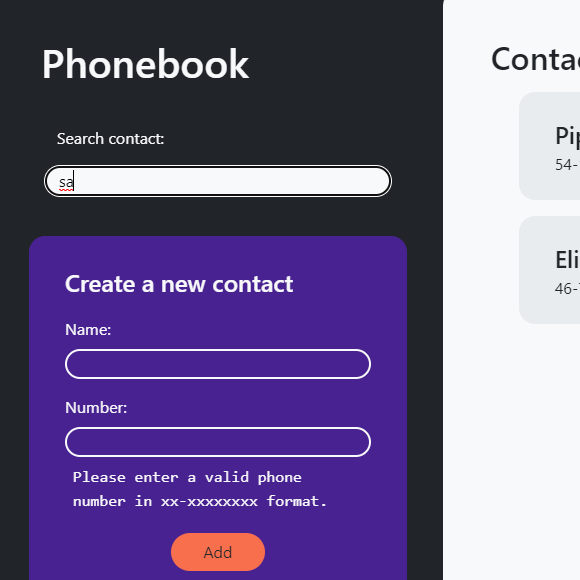 Phonebook
Search contact:
sa
Create a new contact
Name:
Number:
Please enter a valid phone
number in xx-xxxxxxxx format.
Add
Contac
Pip
54-
Eli
46-